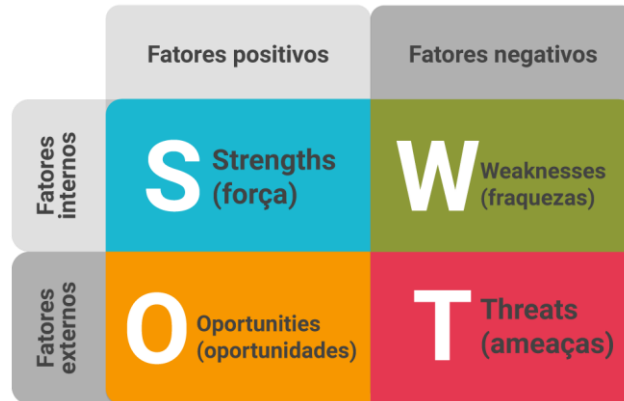 Fatores positivos
Fatores negativos
Fatores
internos
S
Strengths
(força)
W
Weaknesses
(fraquezas)
Fatores
externos
O
Oportunities
(oportunidades)
T
Threats
(ameaças)